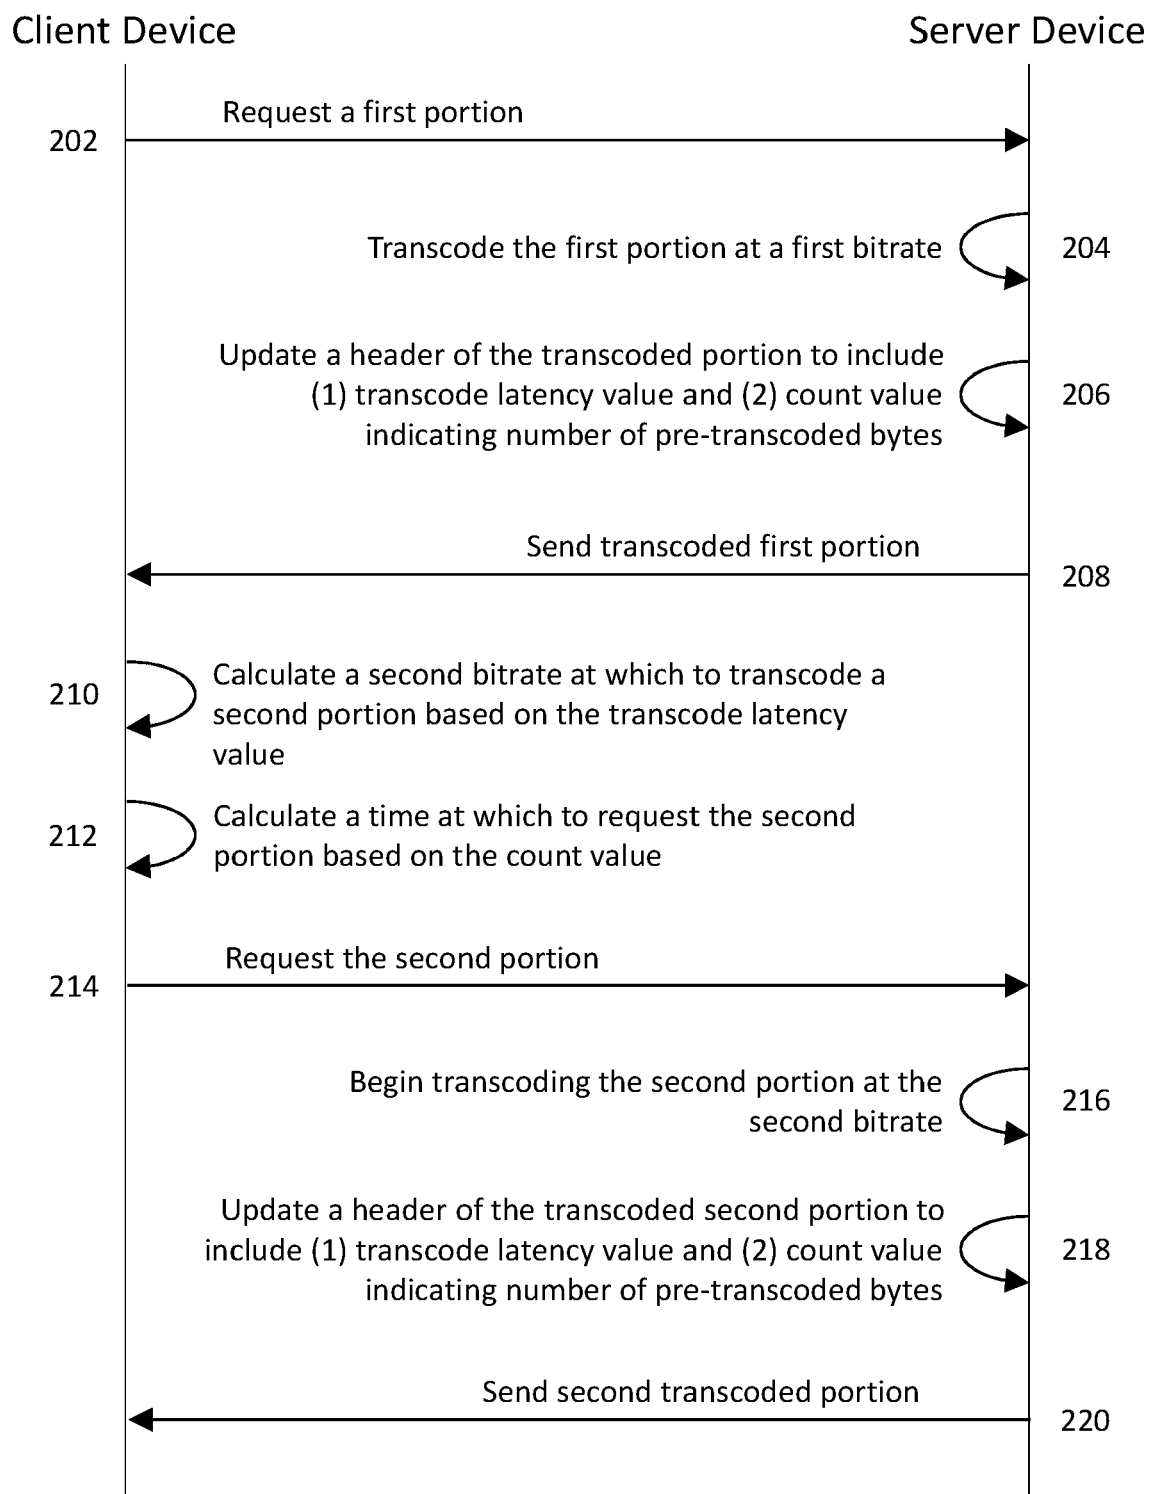 Client Device
Server Device
Request a first portion
202
Transcode the first portion at a first bitrate
204
Update a header of the transcoded portion to include
(1) transcode latency value and (2) count value
indicating number of pre-transcoded bytes
206
Send transcoded first portion
208
210
Calculate a second bitrate at which to transcode a
second portion based on the transcode latency
value
212
Calculate a time at which to request the second
portion based on the count value
Request the second portion
214
Begin transcoding the second portion at the
second bitrate
216
Update a header of the transcoded second portion to
include (1) transcode latency value and (2) count value
indicating number of pre-transcoded bytes
218
Send second transcoded portion
220